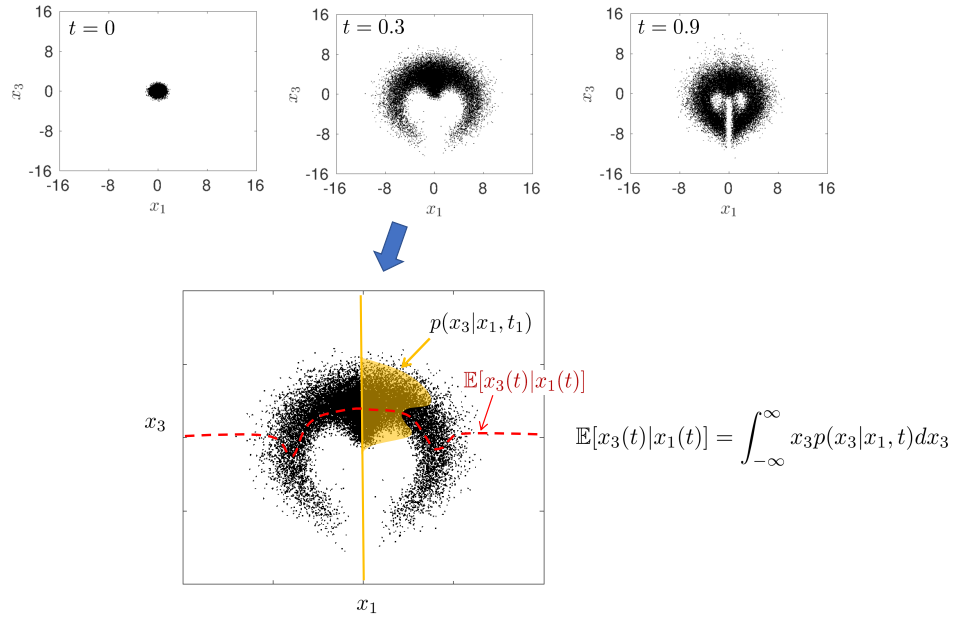 t = 0
16
8
0
-8
-16
-16 -8 0 8 16
x₃
x₁
t = 0.3
16
8
0
-8
-16
-16 -8 0 8 16
x₃
x₁
t = 0.9
16
8
0
-8
-16
-16 -8 0 8 16
x₃
x₁
p(x₃|x₁, t₁)
𝔼[x₃(t)|x₁(t)]
x₃
x₁
𝔼[x₃(t)|x₁(t)] = ∫_{-∞}^{∞} x₃p(x₃|x₁, t)dx₃